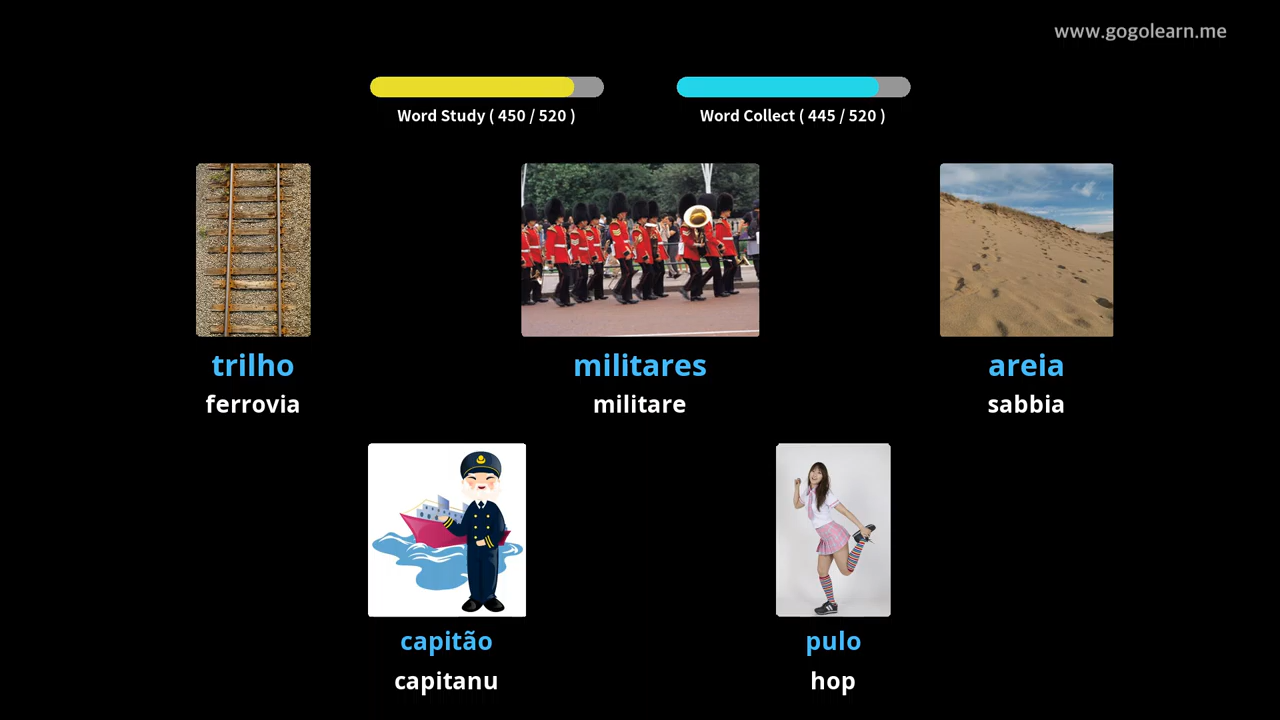 www.gogolearn.me
Word Study ( 450 / 520 )
Word Collect ( 445 / 520 )
trilho
ferrovia
militares
militare
areia
sabbia
capitão
capitanu
pulo
hop